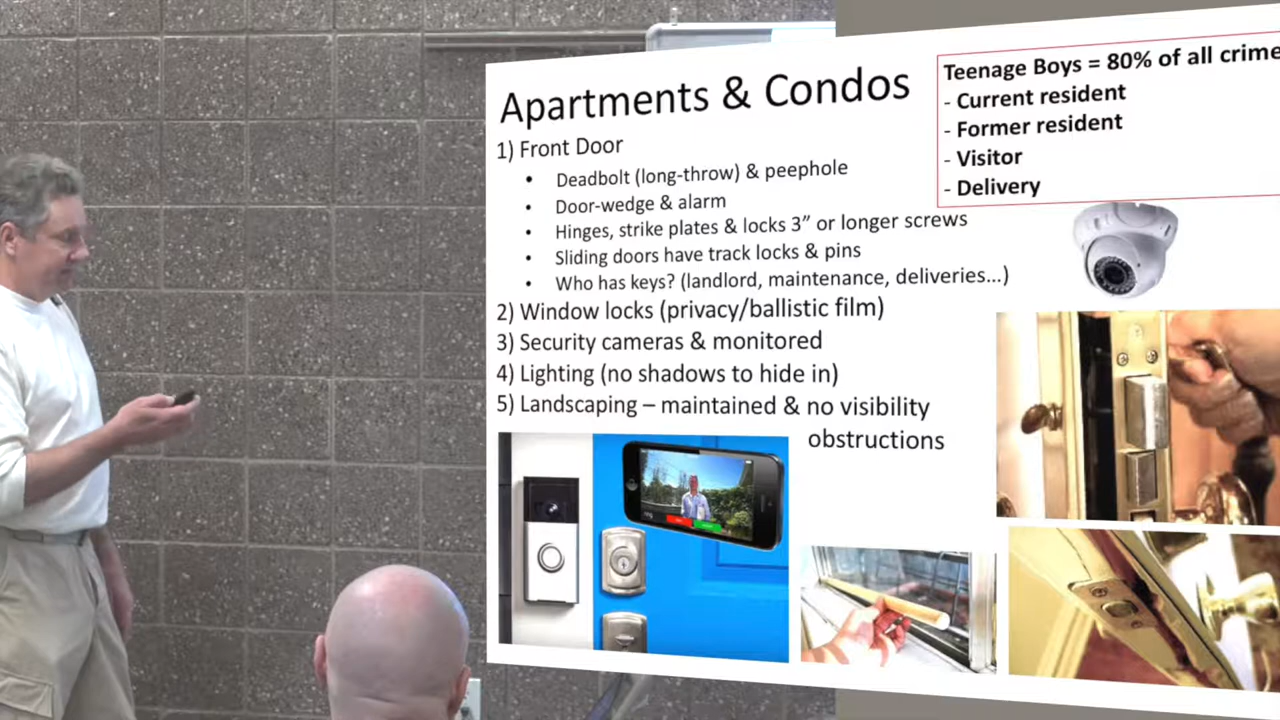 Apartments & Condos
1) Front Door
• Deadbolt (long-throw) & peephole
• Door-wedge & alarm
• Hinges, strike plates & locks 3” or longer screws
• Sliding doors have track locks & pins
• Who has keys? (landlord, maintenance, deliveries...)
2) Window locks (privacy/ballistic film)
3) Security cameras & monitored
4) Lighting (no shadows to hide in)
5) Landscaping – maintained & no visibility
obstructions
Teenage Boys = 80% of all crime
- Current resident
- Former resident
- Visitor
- Delivery